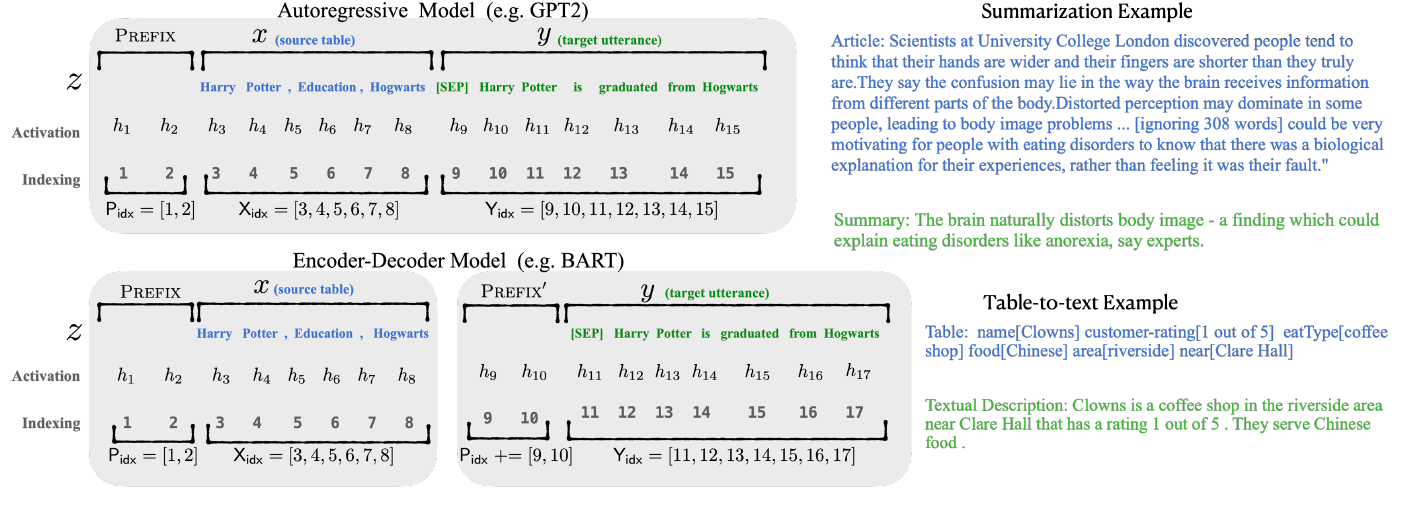 Autoregressive Model (e.g. GPT2)
PREFIX x (source table) y (target utterance)
z
Harry Potter , Education , Hogwarts [SEP] Harry Potter is graduated from Hogwarts
Activation h₁ h₂ h₃ h₄ h₅ h₆ h₇ h₈ h₉ h₁₀ h₁₁ h₁₂ h₁₃ h₁₄ h₁₅
Indexing 1 2 3 4 5 6 7 8 9 10 11 12 13 14 15
P_idx = [1, 2] X_idx = [3, 4, 5, 6, 7, 8] Y_idx = [9, 10, 11, 12, 13, 14, 15]
Encoder-Decoder Model (e.g. BART)
PREFIX x (source table) PREFIX′ y (target utterance)
z
Harry Potter , Education , Hogwarts [SEP] Harry Potter is graduated from Hogwarts
Activation h₁ h₂ h₃ h₄ h₅ h₆ h₇ h₈ h₉ h₁₀ h₁₁ h₁₂ h₁₃ h₁₄ h₁₅ h₁₆ h₁₇
Indexing 1 2 3 4 5 6 7 8 9 10 11 12 13 14 15 16 17
P_idx = [1, 2] X_idx = [3, 4, 5, 6, 7, 8] P_idx += [9, 10] Y_idx = [11, 12, 13, 14, 15, 16, 17]
Summarization Example
Article: Scientists at University College London discovered people tend to
think that their hands are wider and their fingers are shorter than they truly
are.They say the confusion may lie in the way the brain receives information
from different parts of the body.Distorted perception may dominate in some
people, leading to body image problems ... [ignoring 308 words] could be very
motivating for people with eating disorders to know that there was a biological
explanation for their experiences, rather than feeling it was their fault."
Summary: The brain naturally distorts body image - a finding which could
explain eating disorders like anorexia, say experts.
Table-to-text Example
Table: name[Clowns] customer-rating[1 out of 5] eatType[coffee
shop] food[Chinese] area[riverside] near[Clare Hall]
Textual Description: Clowns is a coffee shop in the riverside area
near Clare Hall that has a rating 1 out of 5 . They serve Chinese
food .